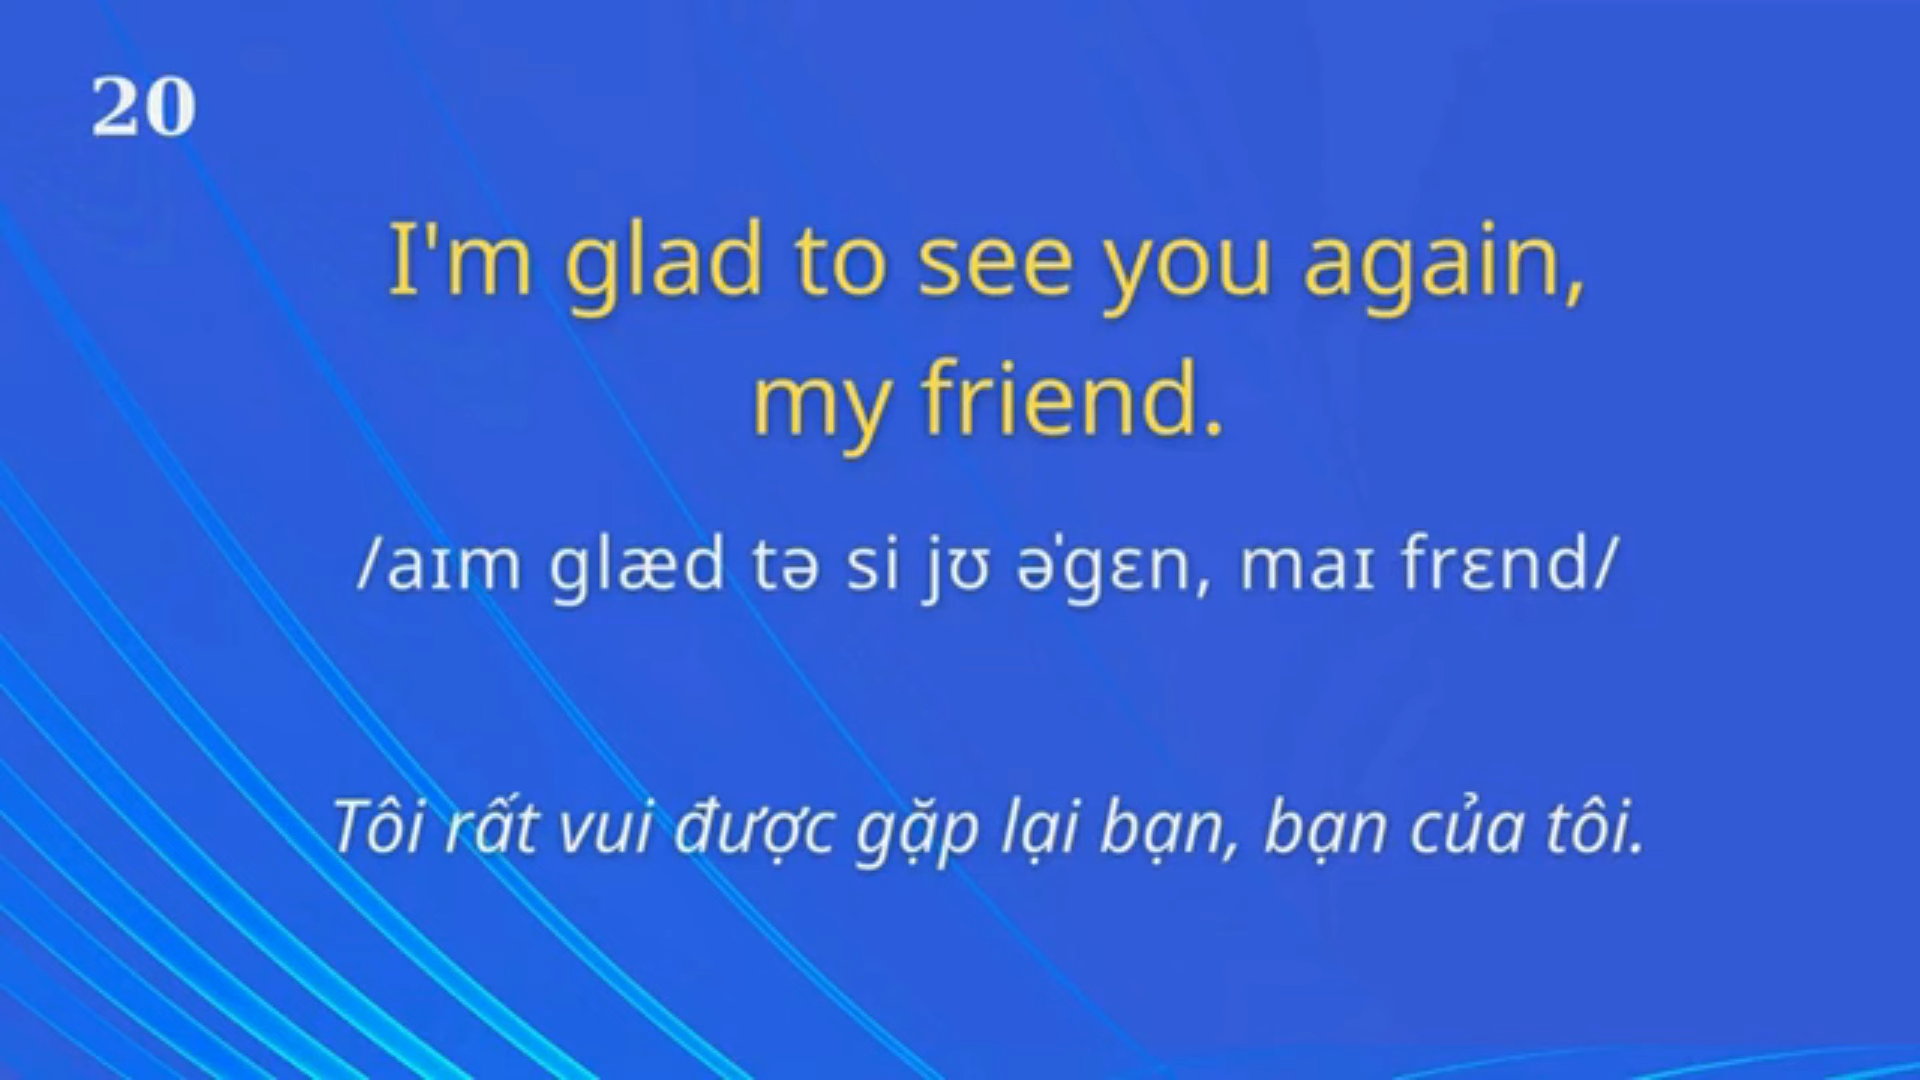 20
I'm glad to see you again,
my friend.
/aɪm glæd tə si jʊ əˈgɛn, maɪ frɛnd/
Tôi rất vui được gặp lại bạn, bạn của tôi.